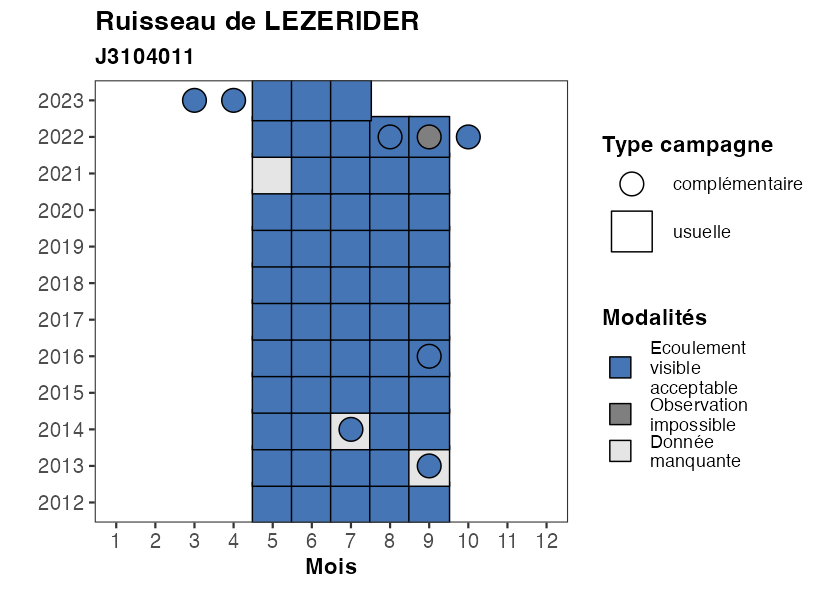 Ruisseau de LEZERIDER
J3104011
2023
2022
2021
2020
2019
2018
2017
2016
2015
2014
2013
2012
1 2 3 4 5 6 7 8 9 10 11 12
Mois
Type campagne
complémentaire
usuelle
Modalités
Ecoulement
visible
acceptable
Observation
impossible
Donnée
manquante